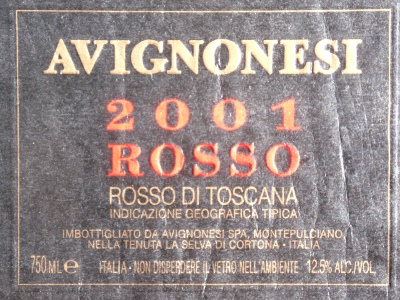 AVIGNONESI
2001
ROSSO
ROSSO DI TOSCANA
INDICAZIONE GEOGRAFICA TIPICA
IMBOTTIGLIATO DA AVIGNONESI SPA, MONTEPULCIANO
NELLA TENUTA LA SELVA DI CORTONA - ITALIA
750 ML e ITALIA - NON DISPERDERE IL VETRO NELL'AMBIENTE 12.5% ALC./VOL.